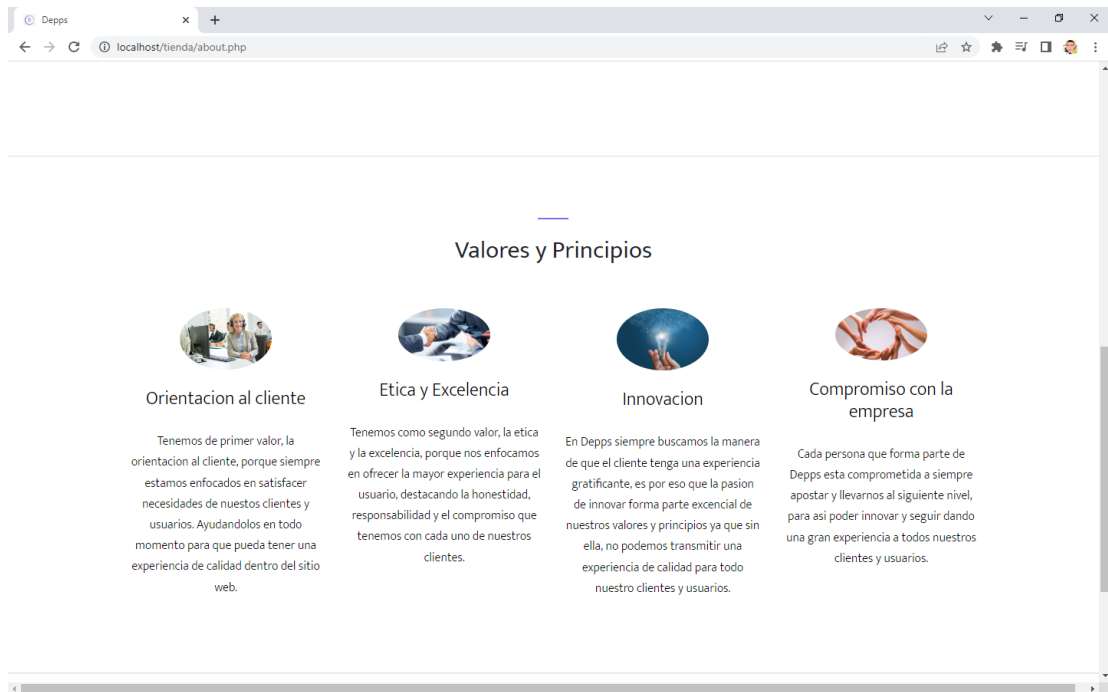 Depps
localhost/tienda/about.php
Valores y Principios
Orientacion al cliente
Tenemos de primer valor, la
orientacion al cliente, porque siempre
estamos enfocados en satisfacer
necesidades de nuestos clientes y
usuarios. Ayudandolos en todo
momento para que pueda tener una
experiencia de calidad dentro del sitio
web.
Etica y Excelencia
Tenemos como segundo valor, la etica
y la excelencia, porque nos enfocamos
en ofrecer la mayor experiencia para el
usuario, destacando la honestidad,
responsabilidad y el compromiso que
tenemos con cada uno de nuestros
clientes.
Innovacion
En Depps siempre buscamos la manera
de que el cliente tenga una experiencia
gratificante, es por eso que la pasion
de innovar forma parte excencial de
nuestros valores y principios ya que sin
ella, no podemos transmitir una
experiencia de calidad para todo
nuestro clientes y usuarios.
Compromiso con la
empresa
Cada persona que forma parte de
Depps esta comprometida a siempre
apostar y llevarnos al siguiente nivel,
para asi poder innovar y seguir dando
una gran experiencia a todos nuestros
clientes y usuarios.